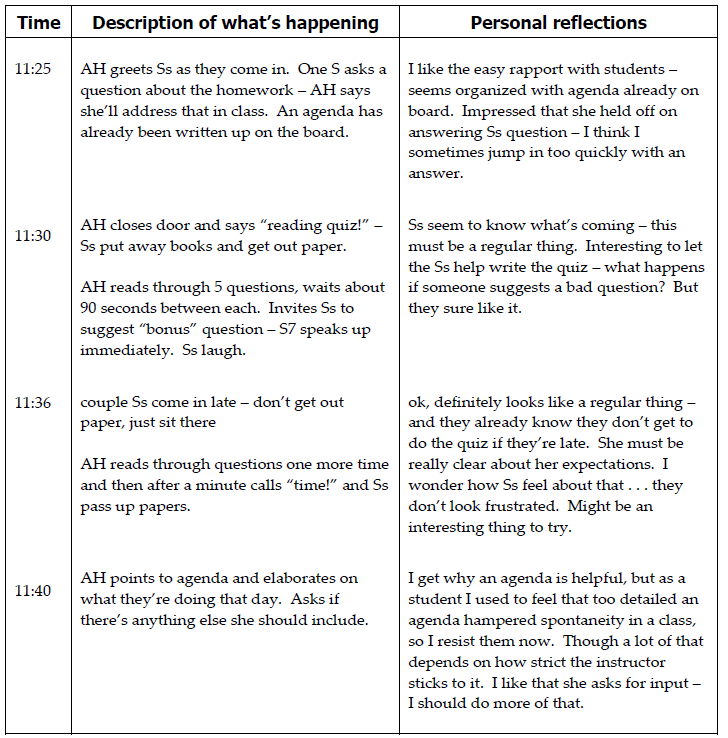 Time
Description of what’s happening
Personal reflections
11:25
AH greets Ss as they come in.  One S asks a
question about the homework – AH says
she’ll address that in class.  An agenda has
already been written up on the board.
I like the easy rapport with students –
seems organized with agenda already on
board.  Impressed that she held off on
answering Ss question – I think I
sometimes jump in too quickly with an
answer.
11:30
AH closes door and says “reading quiz!” –
Ss put away books and get out paper.
AH reads through 5 questions, waits about
90 seconds between each.  Invites Ss to
suggest “bonus” question – S7 speaks up
immediately.  Ss laugh.
Ss seem to know what’s coming – this
must be a regular thing.  Interesting to let
the Ss help write the quiz – what happens
if someone suggests a bad question?  But
they sure like it.
11:36
couple Ss come in late – don’t get out
paper, just sit there
AH reads through questions one more time
and then after a minute calls “time!” and Ss
pass up papers.
ok, definitely looks like a regular thing –
and they already know they don’t get to
do the quiz if they’re late.  She must be
really clear about her expectations.  I
wonder how Ss feel about that . . . they
don’t look frustrated.  Might be an
interesting thing to try.
11:40
AH points to agenda and elaborates on
what they’re doing that day.  Asks if
there’s anything else she should include.
I get why an agenda is helpful, but as a
student I used to feel that too detailed an
agenda hampered spontaneity in a class,
so I resist them now.  Though a lot of that
depends on how strict the instructor
sticks to it.  I like that she asks for input –
I should do more of that.